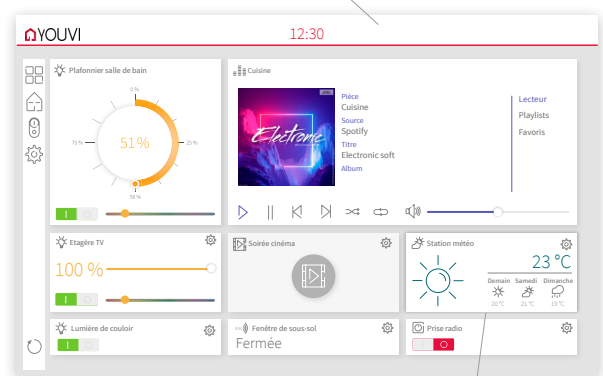 YOUVI
12:30
Plafonnier salle de bain
0 %
75 %
51 %
25 %
50 %
I O
Cuisine
Electronic
Pièce
Cuisine
Source
Spotify
Titre
Electronic soft
Album
Lecteur
Playlists
Favoris
Etagère TV
100 %
I O
Soirée cinéma
Station météo
23 °C
Demain Samedi Dimanche
20°C 21°C 19°C
Lumière de couloir
I O
Fenêtre de sous-sol
Fermée
Prise radio
I O